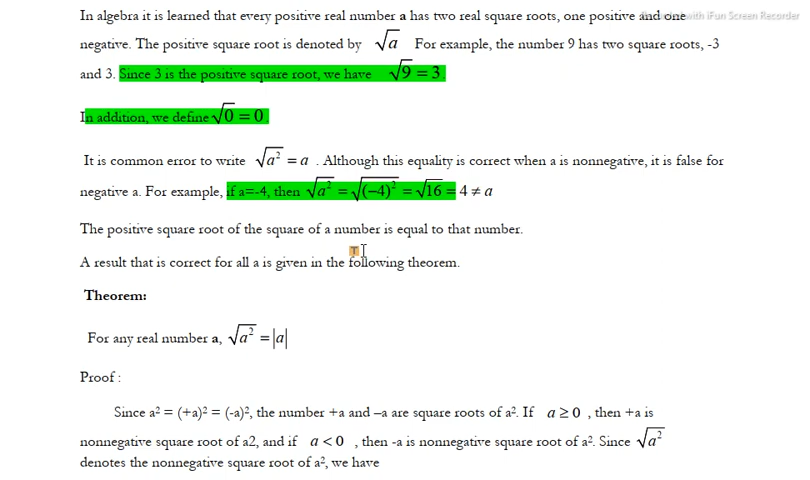 In algebra it is learned that every positive real number a has two real square roots, one positive and one
with iFun Screen Recorder
negative. The positive square root is denoted by √a For example, the number 9 has two square roots, -3
and 3. Since 3 is the positive square root, we have √9 = 3.
In addition, we define √0 = 0.
It is common error to write √a² = a . Although this equality is correct when a is nonnegative, it is false for
negative a. For example, if a=-4, then √a² = √(−4)² = √16 = 4 ≠ a
The positive square root of the square of a number is equal to that number.
T
A result that is correct for all a is given in the following theorem.
Theorem:
For any real number a, √a² = |a|
Proof :
Since a² = (+a)² = (-a)², the number +a and –a are square roots of a². If a ≥ 0 , then +a is
nonnegative square root of a2, and if a < 0 , then -a is nonnegative square root of a². Since √a²
denotes the nonnegative square root of a², we have